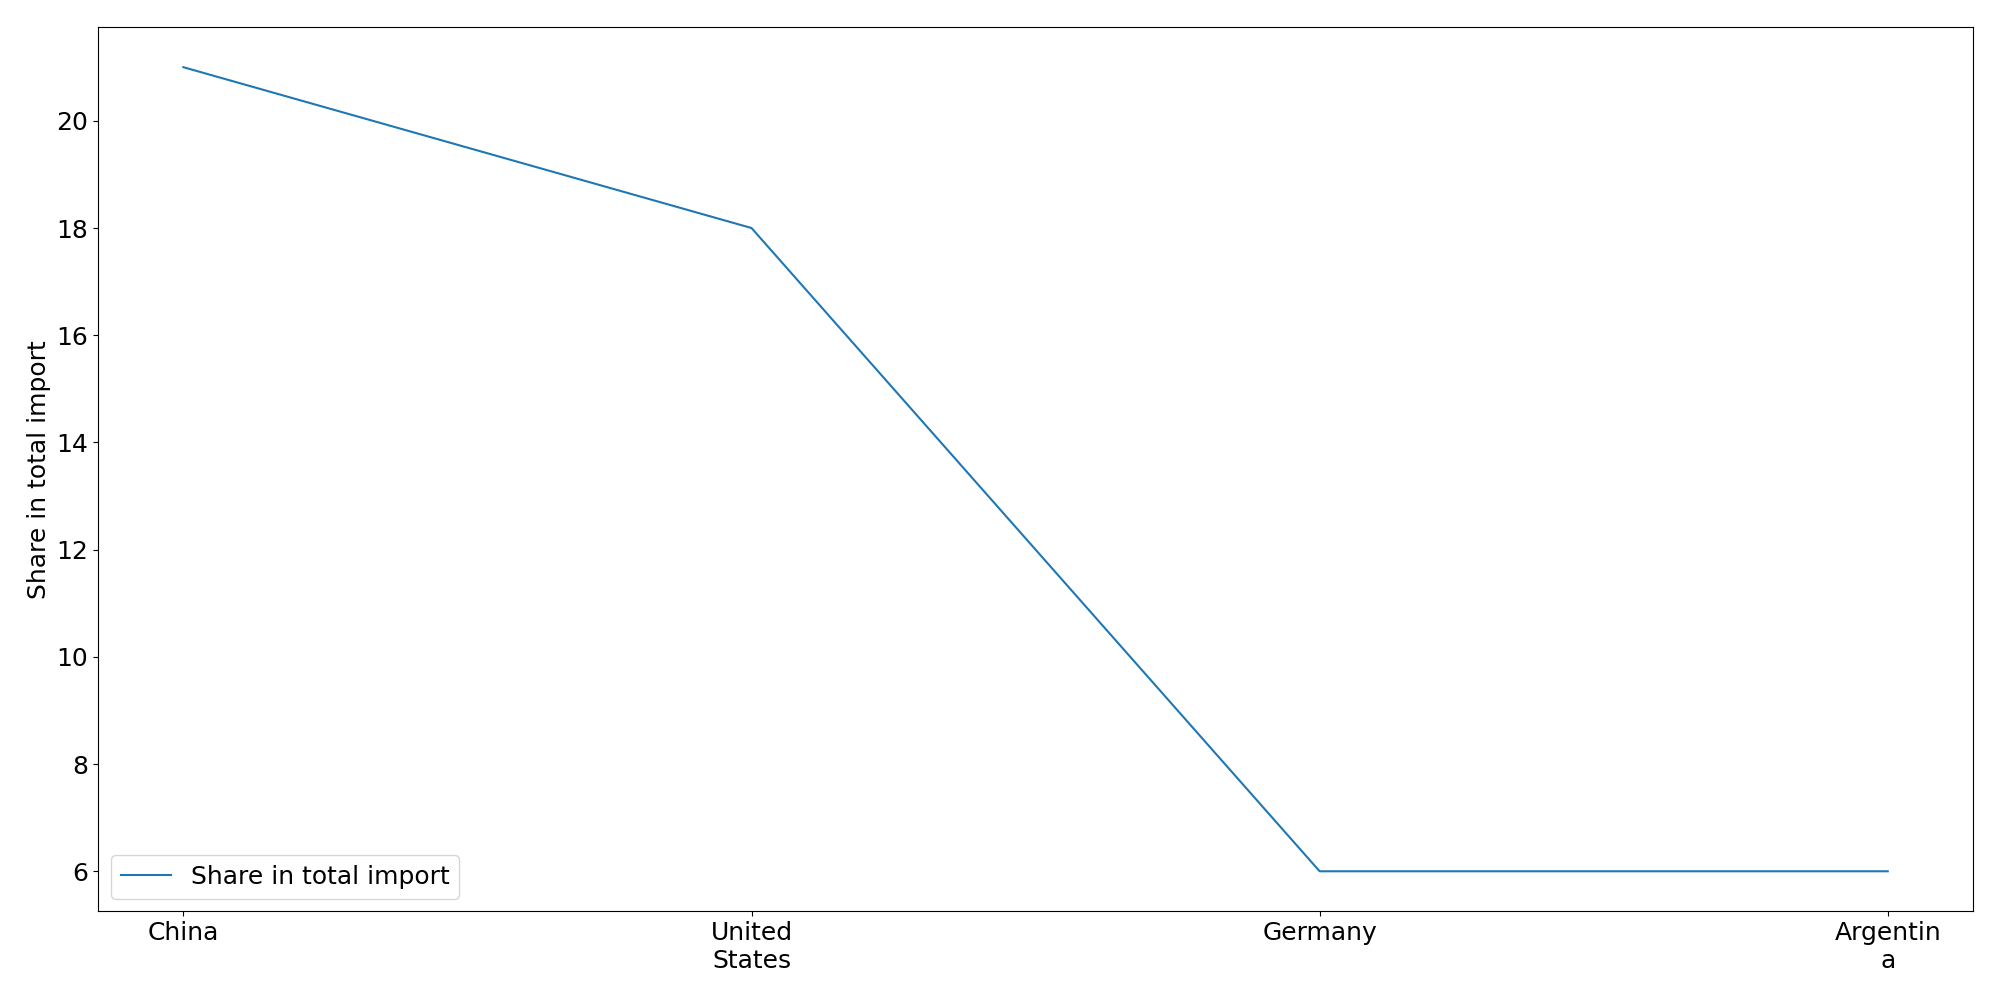 Share in total import
20
18
16
14
12
10
8
6
Share in total import
China
United
States
Germany
Argentin
a